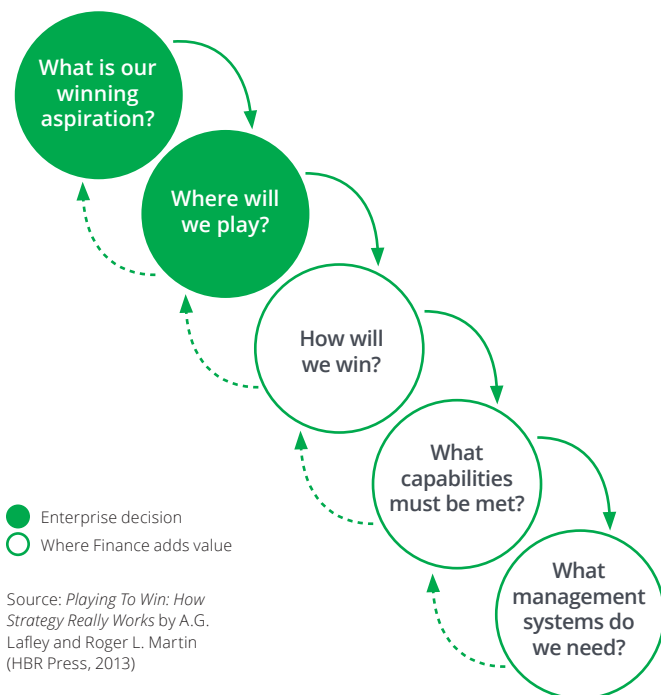 What is our
winning
aspiration?
Where will
we play?
How will
we win?
What
capabilities
must be met?
What
management
systems do
we need?
Enterprise decision
Where Finance adds value
Source: Playing To Win: How
Strategy Really Works by A.G.
Lafley and Roger L. Martin
(HBR Press, 2013)